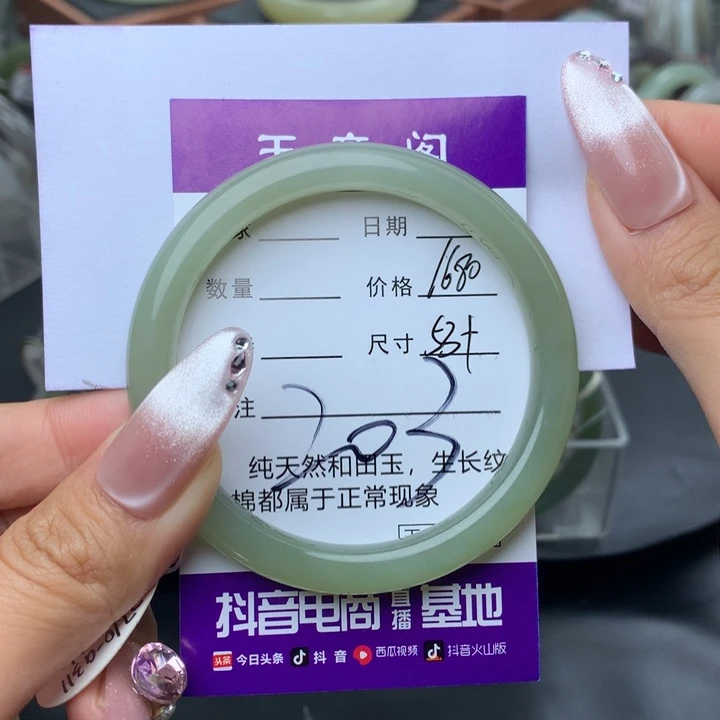 日期
数量
价格 1680
尺寸
注
203
纯天然和田玉，生长纹
棉都属于正常现象
抖音电商直播基地
头条 今日头条 抖音 西瓜视频 抖音火山版